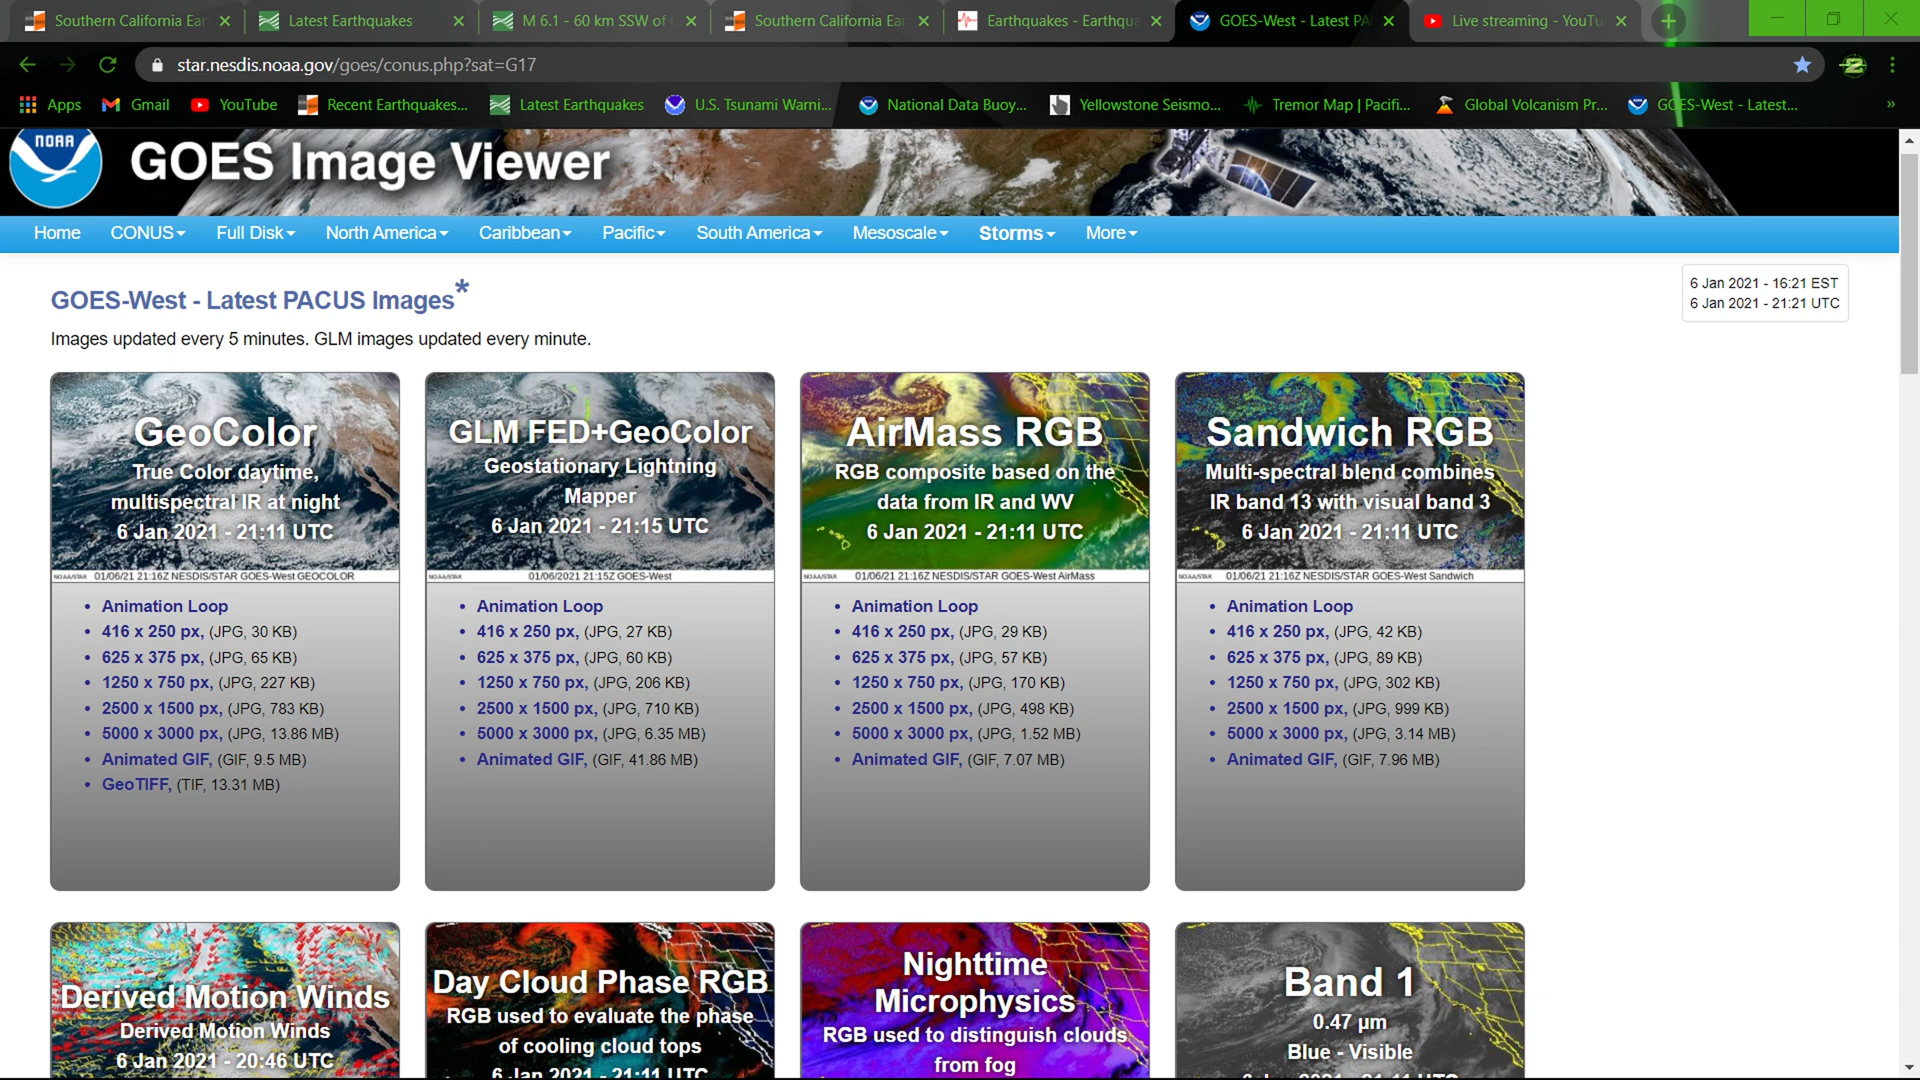 Southern California Ear
Latest Earthquakes
M 6.1 - 60 km SSW of
Southern California Ea
Earthquakes - Earthqua
GOES-West - Latest PA
Live streaming - YouTu
star.nesdis.noaa.gov/goes/conus.php?sat=G17
Apps
Gmail
YouTube
Recent Earthquakes...
Latest Earthquakes
U.S. Tsunami Warni...
National Data Buoy...
Yellowstone Seismo...
Tremor Map | Pacifi...
Global Volcanism Pr...
GOES-West - Latest...
»
NOAA
GOES Image Viewer
Home
CONUS
Full Disk
North America
Caribbean
Pacific
South America
Mesoscale
Storms
More
GOES-West - Latest PACUS Images*
6 Jan 2021 - 16:21 EST
6 Jan 2021 - 21:21 UTC
Images updated every 5 minutes. GLM images updated every minute.
GeoColor
True Color daytime,
multispectral IR at night
6 Jan 2021 - 21:11 UTC
NOAA/STAR 01/06/21 21:16Z NESDIS/STAR GOES-West GEOCOLOR
• Animation Loop
• 416 x 250 px, (JPG, 30 KB)
• 625 x 375 px, (JPG, 65 KB)
• 1250 x 750 px, (JPG, 227 KB)
• 2500 x 1500 px, (JPG, 783 KB)
• 5000 x 3000 px, (JPG, 13.86 MB)
• Animated GIF, (GIF, 9.5 MB)
• GeoTIFF, (TIF, 13.31 MB)
GLM FED+GeoColor
Geostationary Lightning
Mapper
6 Jan 2021 - 21:15 UTC
NOAA/STAR 01/06/2021 21:15Z GOES-West
• Animation Loop
• 416 x 250 px, (JPG, 27 KB)
• 625 x 375 px, (JPG, 60 KB)
• 1250 x 750 px, (JPG, 206 KB)
• 2500 x 1500 px, (JPG, 710 KB)
• 5000 x 3000 px, (JPG, 6.35 MB)
• Animated GIF, (GIF, 41.86 MB)
AirMass RGB
RGB composite based on the
data from IR and WV
6 Jan 2021 - 21:11 UTC
NOAA/STAR 01/06/21 21:16Z NESDIS/STAR GOES-West AirMass
• Animation Loop
• 416 x 250 px, (JPG, 29 KB)
• 625 x 375 px, (JPG, 57 KB)
• 1250 x 750 px, (JPG, 170 KB)
• 2500 x 1500 px, (JPG, 498 KB)
• 5000 x 3000 px, (JPG, 1.52 MB)
• Animated GIF, (GIF, 7.07 MB)
Sandwich RGB
Multi-spectral blend combines
IR band 13 with visual band 3
6 Jan 2021 - 21:11 UTC
NOAA/STAR 01/06/21 21:16Z NESDIS/STAR GOES-West Sandwich
• Animation Loop
• 416 x 250 px, (JPG, 42 KB)
• 625 x 375 px, (JPG, 89 KB)
• 1250 x 750 px, (JPG, 302 KB)
• 2500 x 1500 px, (JPG, 999 KB)
• 5000 x 3000 px, (JPG, 3.14 MB)
• Animated GIF, (GIF, 7.96 MB)
Derived Motion Winds
Derived Motion Winds
6 Jan 2021 - 20:46 UTC
Day Cloud Phase RGB
RGB used to evaluate the phase
of cooling cloud tops
6 Jan 2021 - 21:11 UTC
Nighttime
Microphysics
RGB used to distinguish clouds
from fog
Band 1
0.47 µm
Blue - Visible